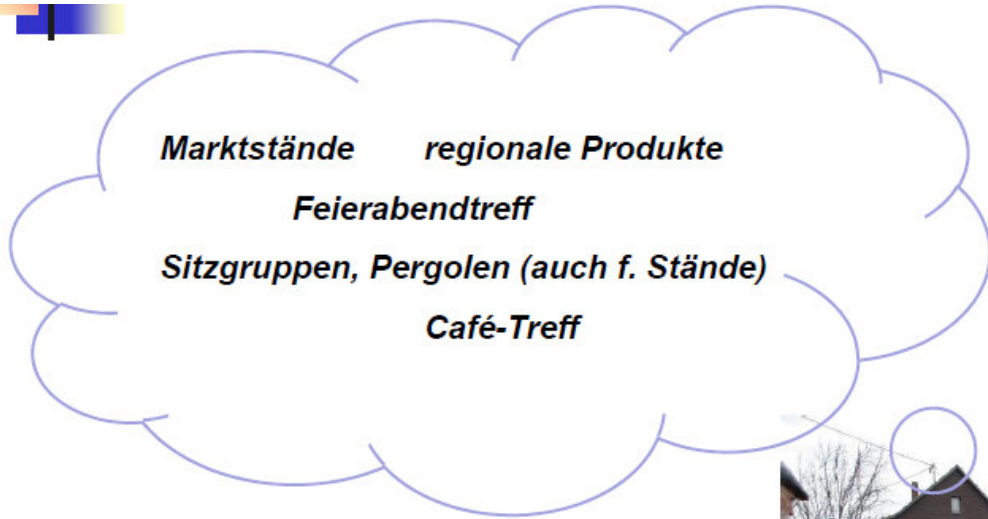 Marktstände regionale Produkte
Feierabendtreff
Sitzgruppen, Pergolen (auch f. Stände)
Café-Treff